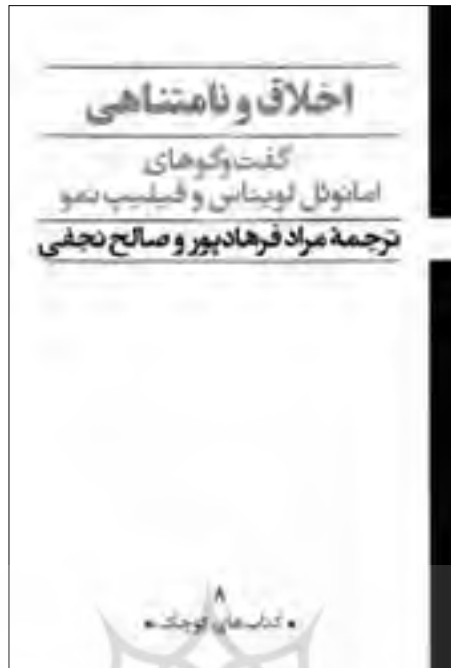 اخلاق و نامتناهی
گفت‌وگوهای
امانوئل لویناس و فیلیپ نمو
ترجمهٔ مراد فرهادپور و صالح نجفی
۸
• کتاب‌های کوچک •